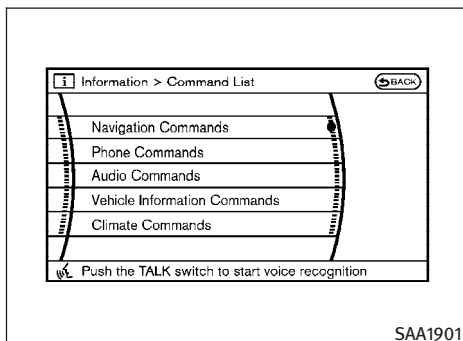 i Information > Command List BACK
Navigation Commands
Phone Commands
Audio Commands
Vehicle Information Commands
Climate Commands
Push the TALK switch to start voice recognition
SAA1901